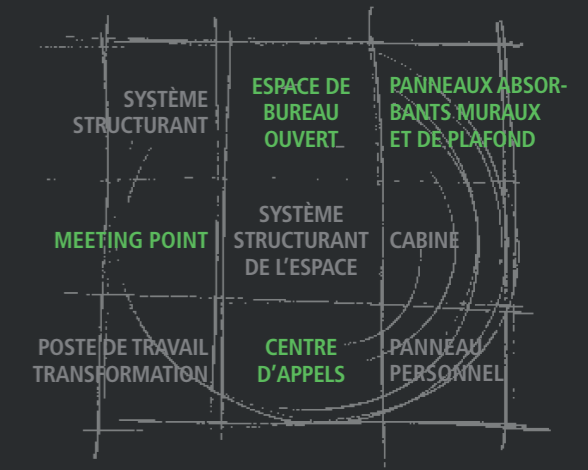 SYSTÈME
STRUCTURANT
ESPACE DE
BUREAU
OUVERT
PANNEAUX ABSOR-
BANTS MURAUX
ET DE PLAFOND
MEETING POINT
SYSTÈME
STRUCTURANT
DE L'ESPACE
CABINE
POSTE DE TRAVAIL
TRANSFORMATION
CENTRE
D'APPELS
PANNEAU
PERSONNEL